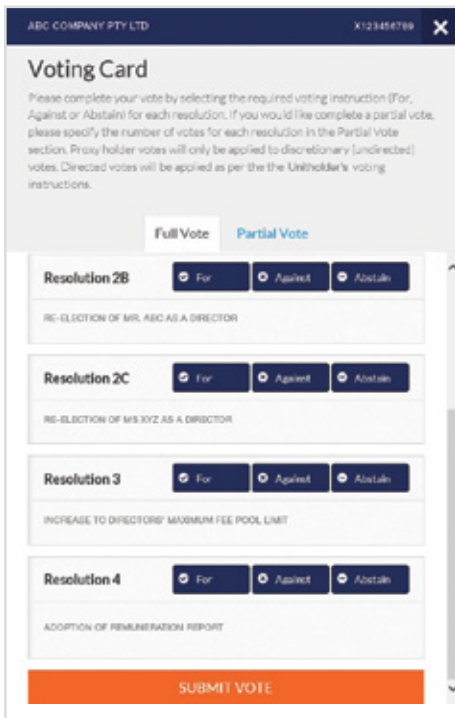 ABC COMPANY PTY LTD X123456789
Voting Card
Please complete your vote by selecting the required voting instruction (For,
Against or Abstain) for each resolution. If you would like complete a partial vote,
please specify the number of votes for each resolution in the Partial Vote
section. Proxy holder votes will only be applied to discretionary (undirected)
votes. Directed votes will be applied as per the the Unitholder's voting
instructions.
Full Vote Partial Vote
Resolution 2B For Against Abstain
RE-ELECTION OF MR. ABC AS A DIRECTOR
Resolution 2C For Against Abstain
RE-ELECTION OF MS XYZ AS A DIRECTOR
Resolution 3 For Against Abstain
INCREASE TO DIRECTORS' MAXIMUM FEE POOL LIMIT
Resolution 4 For Against Abstain
ADOPTION OF REMUNERATION REPORT
SUBMIT VOTE